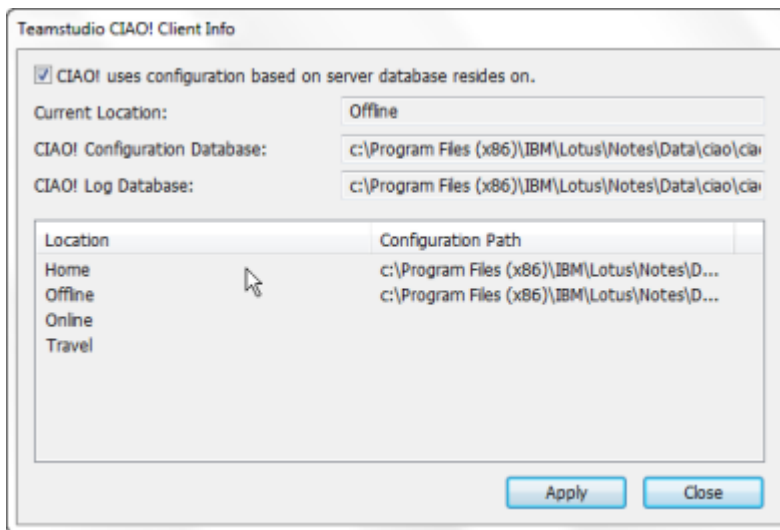 Teamstudio CIAO! Client Info
CIAO! uses configuration based on server database resides on.
Current Location: Offline
CIAO! Configuration Database: c:\Program Files (x86)\IBM\Lotus\Notes\Data\ciao\cia
CIAO! Log Database: c:\Program Files (x86)\IBM\Lotus\Notes\Data\ciao\cia
Location Configuration Path
Home c:\Program Files (x86)\IBM\Lotus\Notes\D...
Offline c:\Program Files (x86)\IBM\Lotus\Notes\D...
Online
Travel
Apply Close